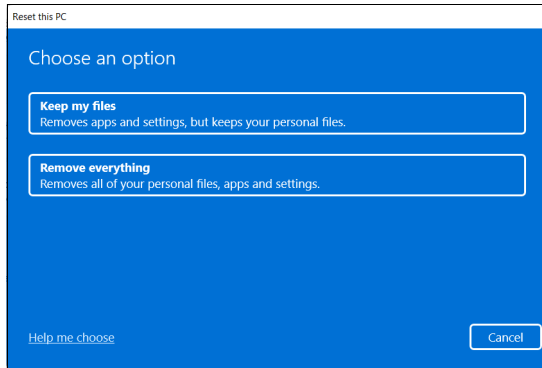 Reset this PC
Choose an option
Keep my files
Removes apps and settings, but keeps your personal files.
Remove everything
Removes all of your personal files, apps and settings.
Help me choose
Cancel